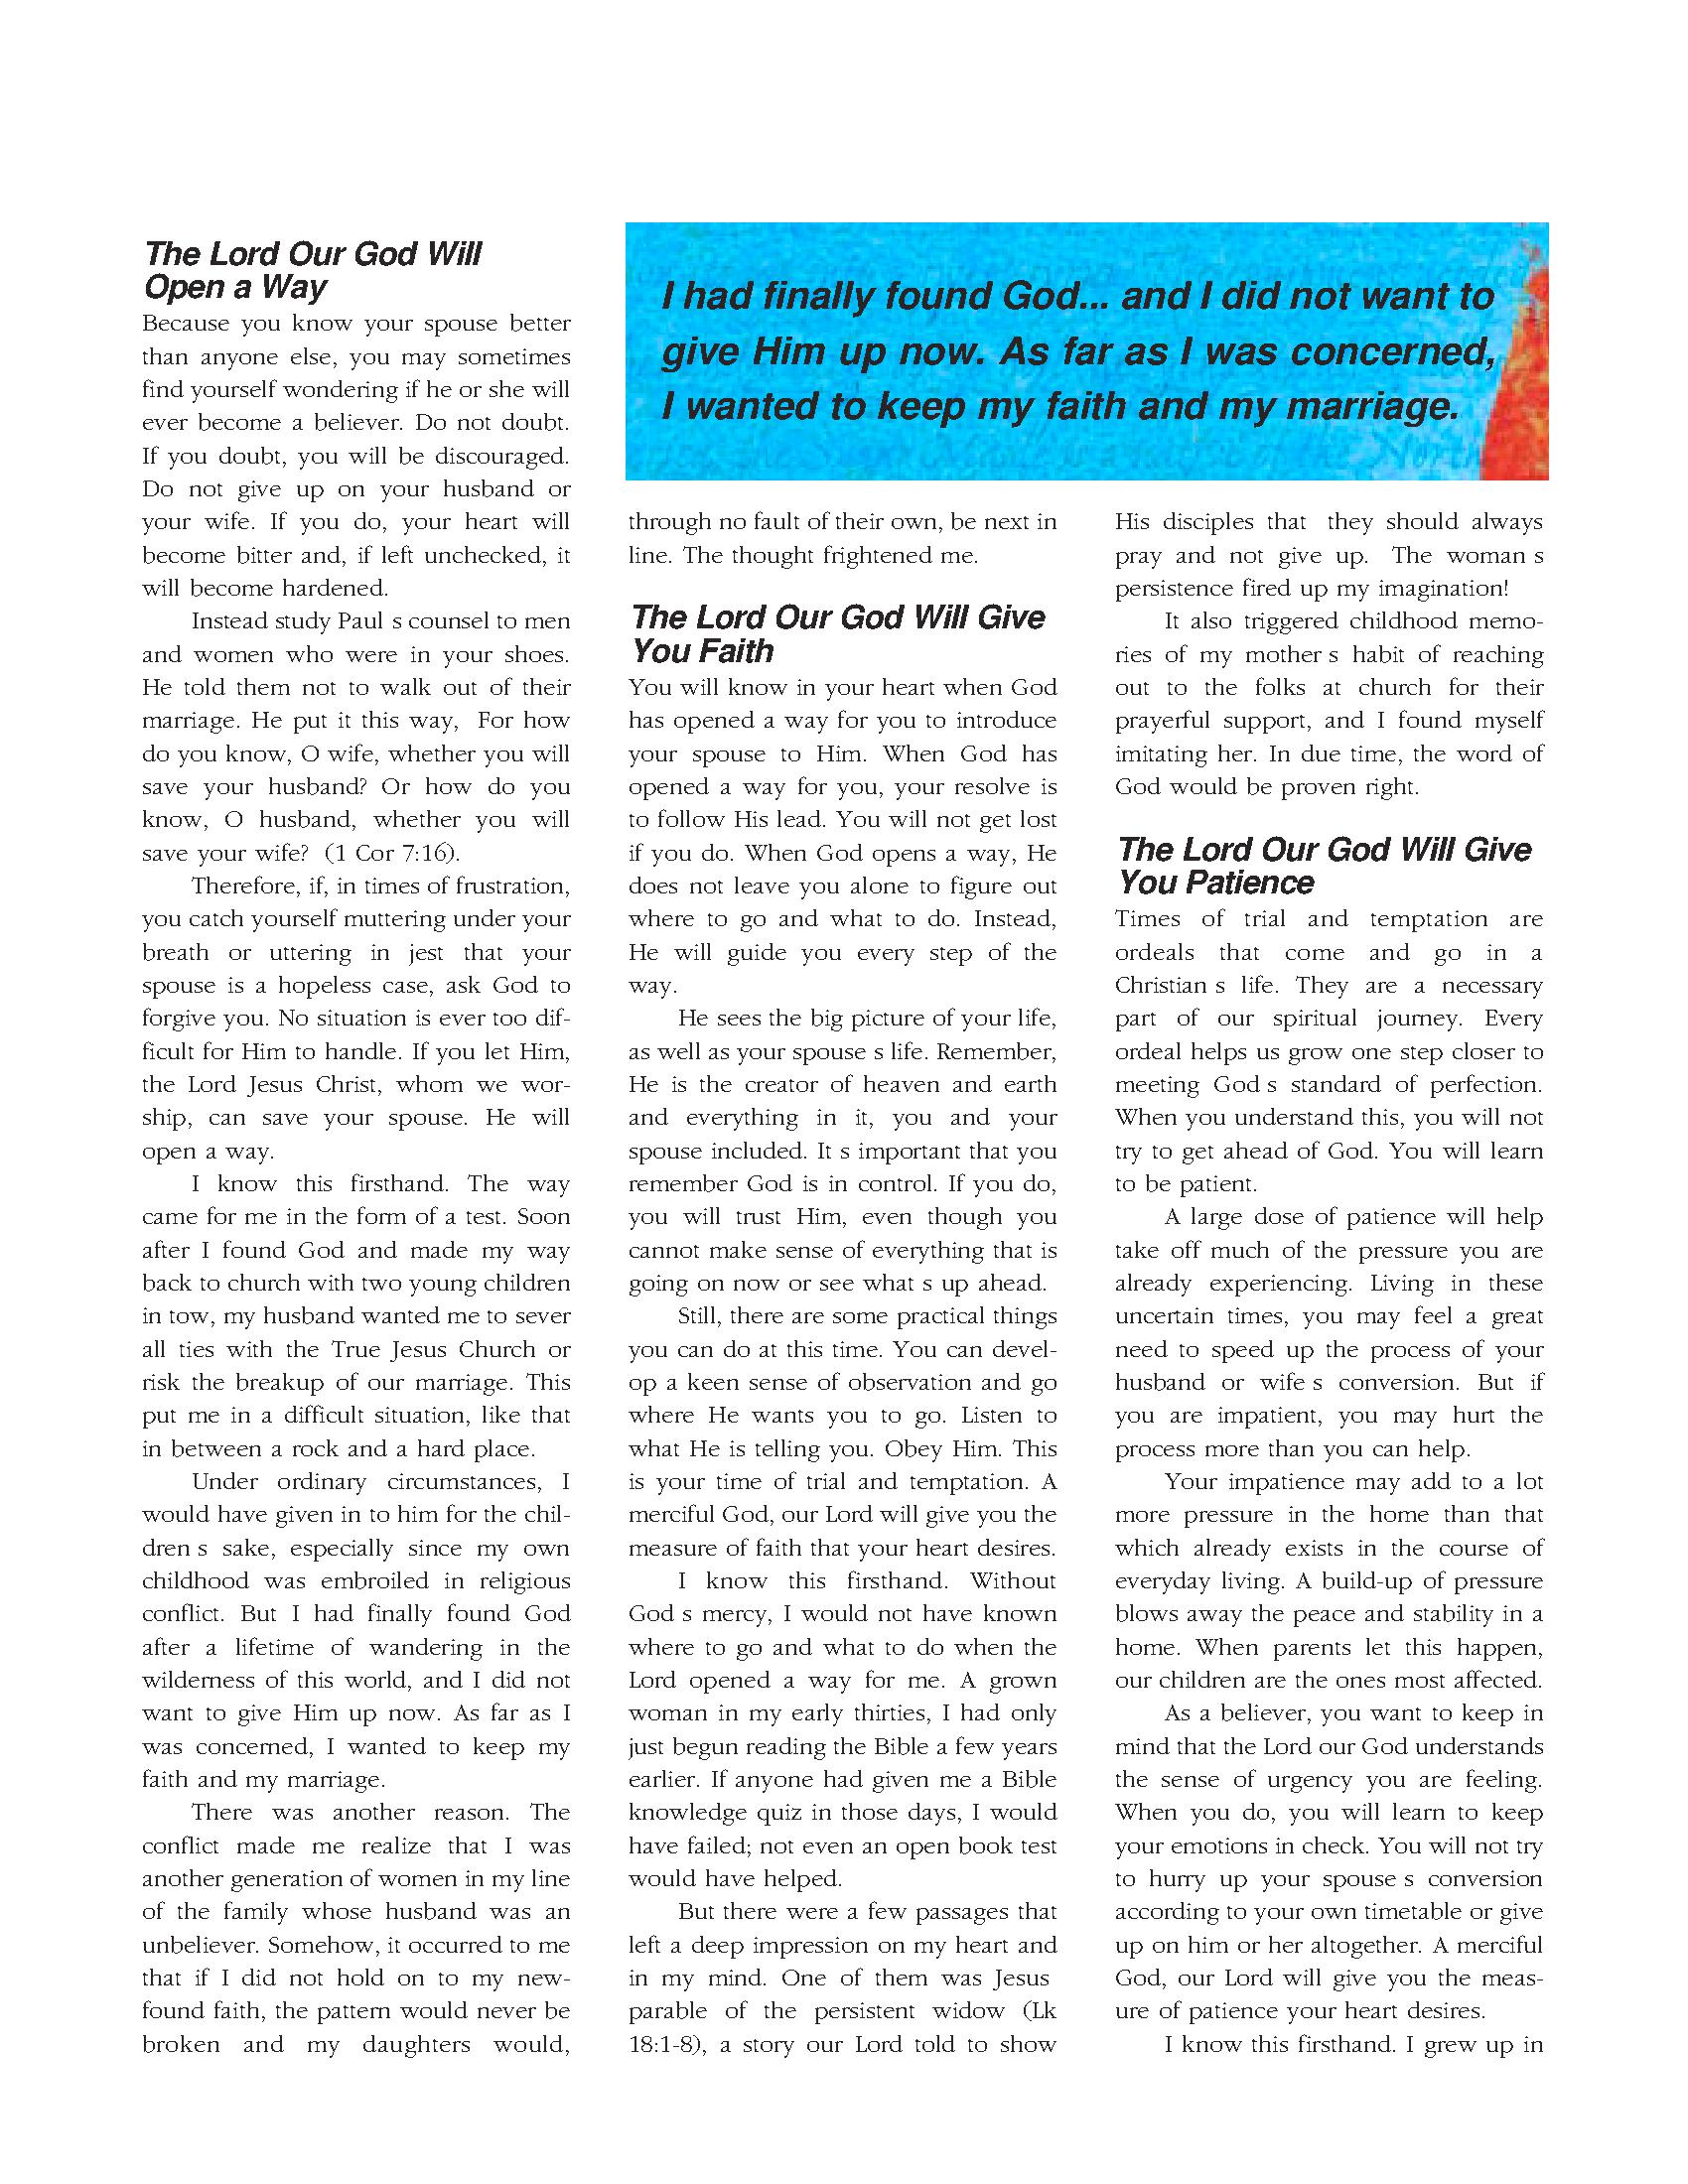 The Lord Our God Will
Open a Way
Because you know your spouse better
than anyone else, you may sometimes
find yourself wondering if he or she will
ever become a believer. Do not doubt.
If you doubt, you will be discouraged.
Do not give up on your husband or
your wife. If you do, your heart will
become bitter and, if left unchecked, it
will become hardened.
Instead study Paul s counsel to men
and women who were in your shoes.
He told them not to walk out of their
marriage. He put it this way,  For how
do you know, O wife, whether you will
save your husband? Or how do you
know, O husband, whether you will
save your wife?  (1 Cor 7:16).
Therefore, if, in times of frustration,
you catch yourself muttering under your
breath or uttering in jest that your
spouse is a hopeless case, ask God to
forgive you. No situation is ever too dif-
ficult for Him to handle. If you let Him,
the Lord Jesus Christ, whom we wor-
ship, can save your spouse. He will
open a way.
I know this firsthand. The way
came for me in the form of a test. Soon
after I found God and made my way
back to church with two young children
in tow, my husband wanted me to sever
all ties with the True Jesus Church or
risk the breakup of our marriage. This
put me in a difficult situation, like that
in between a rock and a hard place.
Under ordinary circumstances, I
would have given in to him for the chil-
dren s sake, especially since my own
childhood was embroiled in religious
conflict. But I had finally found God
after a lifetime of wandering in the
wilderness of this world, and I did not
want to give Him up now. As far as I
was concerned, I wanted to keep my
faith and my marriage.
There was another reason. The
conflict made me realize that I was
another generation of women in my line
of the family whose husband was an
unbeliever. Somehow, it occurred to me
that if I did not hold on to my new-
found faith, the pattern would never be
broken and my daughters would,
I had finally found God... and I did not want to
give Him up now. As far as I was concerned,
I wanted to keep my faith and my marriage.
through no fault of their own, be next in
line. The thought frightened me.
The Lord Our God Will Give
You Faith
You will know in your heart when God
has opened a way for you to introduce
your spouse to Him. When God has
opened a way for you, your resolve is
to follow His lead. You will not get lost
if you do. When God opens a way, He
does not leave you alone to figure out
where to go and what to do. Instead,
He will guide you every step of the
way.
He sees the big picture of your life,
as well as your spouse s life. Remember,
He is the creator of heaven and earth
and everything in it, you and your
spouse included. It s important that you
remember God is in control. If you do,
you will trust Him, even though you
cannot make sense of everything that is
going on now or see what s up ahead.
Still, there are some practical things
you can do at this time. You can devel-
op a keen sense of observation and go
where He wants you to go. Listen to
what He is telling you. Obey Him. This
is your time of trial and temptation. A
merciful God, our Lord will give you the
measure of faith that your heart desires.
I know this firsthand. Without
God s mercy, I would not have known
where to go and what to do when the
Lord opened a way for me. A grown
woman in my early thirties, I had only
just begun reading the Bible a few years
earlier. If anyone had given me a Bible
knowledge quiz in those days, I would
have failed; not even an open book test
would have helped.
But there were a few passages that
left a deep impression on my heart and
in my mind. One of them was Jesus
parable of the persistent widow (Lk
18:1-8), a story our Lord told to show
His disciples that  they should always
pray and not give up.  The woman s
persistence fired up my imagination!
It also triggered childhood memo-
ries of my mother s habit of reaching
out to the folks at church for their
prayerful support, and I found myself
imitating her. In due time, the word of
God would be proven right.
The Lord Our God Will Give
You Patience
Times of trial and temptation are
ordeals that come and go in a
Christian s life. They are a necessary
part of our spiritual journey. Every
ordeal helps us grow one step closer to
meeting God s standard of perfection.
When you understand this, you will not
try to get ahead of God. You will learn
to be patient.
A large dose of patience will help
take off much of the pressure you are
already experiencing. Living in these
uncertain times, you may feel a great
need to speed up the process of your
husband or wife s conversion. But if
you are impatient, you may hurt the
process more than you can help.
Your impatience may add to a lot
more pressure in the home than that
which already exists in the course of
everyday living. A build-up of pressure
blows away the peace and stability in a
home. When parents let this happen,
our children are the ones most affected.
As a believer, you want to keep in
mind that the Lord our God understands
the sense of urgency you are feeling.
When you do, you will learn to keep
your emotions in check. You will not try
to hurry up your spouse s conversion
according to your own timetable or give
up on him or her altogether. A merciful
God, our Lord will give you the meas-
ure of patience your heart desires.
I know this firsthand. I grew up in